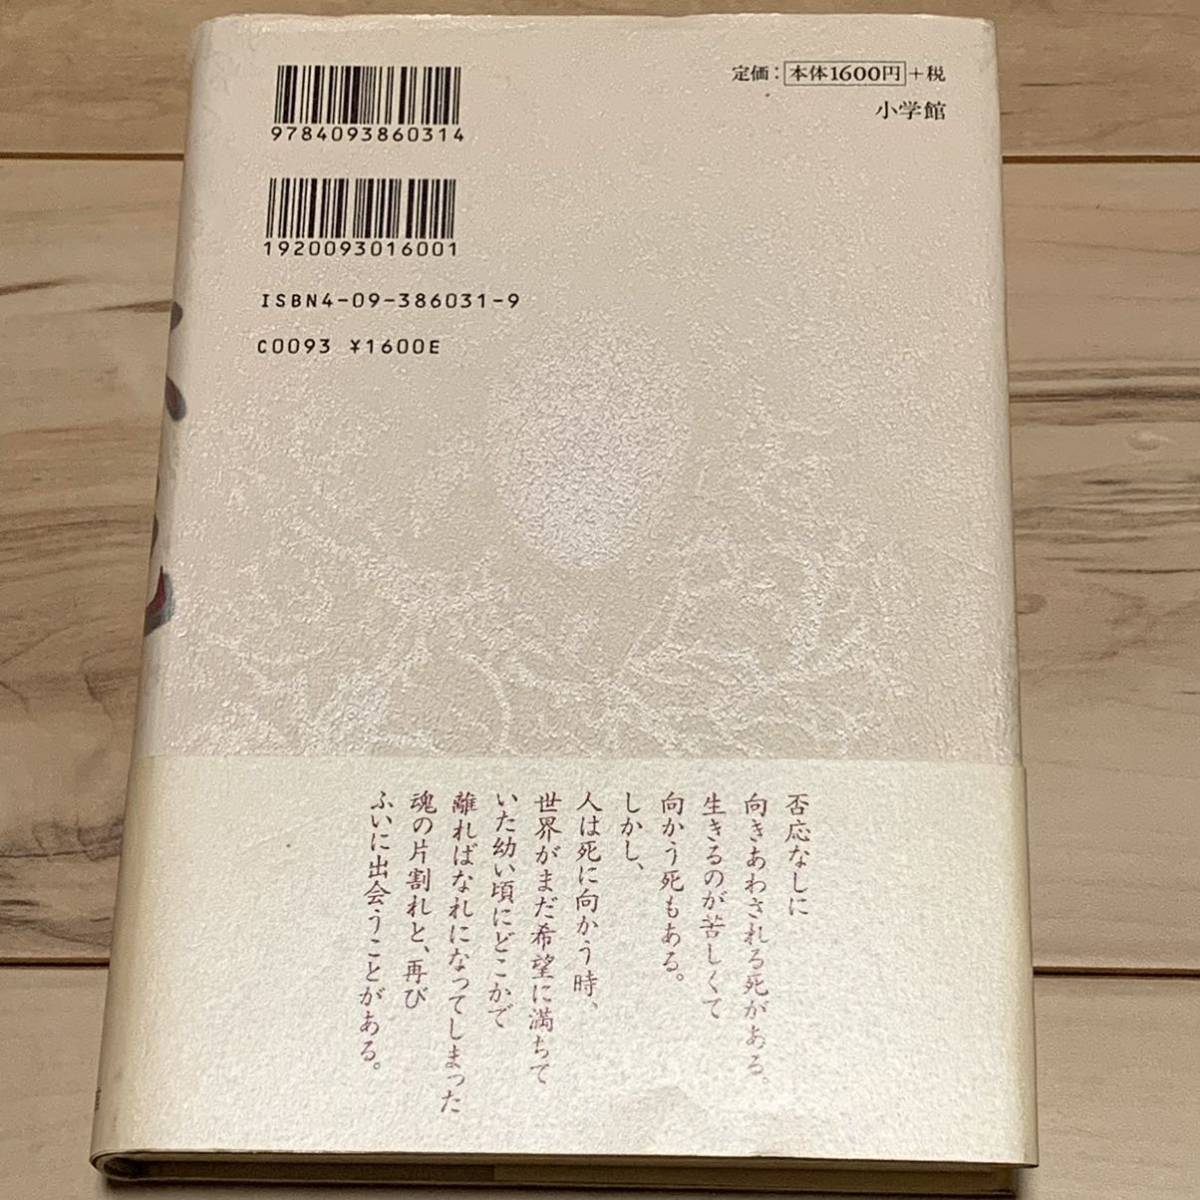 9784093860314
1920093016001
ISBN4-09-386031-9
C0093 ¥1600E
定価：本体1600円＋税
小学館
否応なしに
向きあわされる死がある。
生きるのが苦しくて
向かう死もある。
しかし、
人は死に向かう時、
世界がまだ希望に満ちて
いた幼い頃にどこかで
離ればなれになってしまった
魂の片割れと、再び
ふいに出会うことがある。